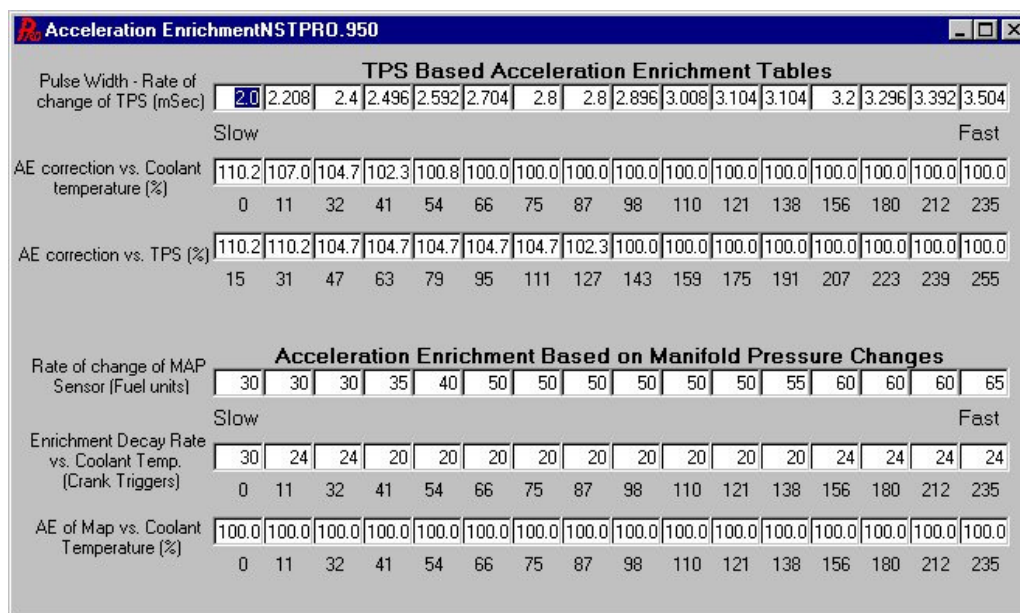 Acceleration EnrichmentNSTPRO.950
TPS Based Acceleration Enrichment Tables
Pulse Width - Rate of
change of TPS (mSec)
2.0 2.208 2.4 2.496 2.592 2.704 2.8 2.8 2.896 3.008 3.104 3.104 3.2 3.296 3.392 3.504
Slow Fast
AE correction vs. Coolant
temperature (%)
110.2 107.0 104.7 102.3 100.8 100.0 100.0 100.0 100.0 100.0 100.0 100.0 100.0 100.0 100.0 100.0
0 11 32 41 54 66 75 87 98 110 121 138 156 180 212 235
AE correction vs. TPS (%)
110.2 110.2 104.7 104.7 104.7 104.7 104.7 102.3 100.0 100.0 100.0 100.0 100.0 100.0 100.0 100.0
15 31 47 63 79 95 111 127 143 159 175 191 207 223 239 255
Acceleration Enrichment Based on Manifold Pressure Changes
Rate of change of MAP
Sensor (Fuel units)
30 30 30 35 40 50 50 50 50 50 50 55 60 60 60 65
Slow Fast
Enrichment Decay Rate
vs. Coolant Temp.
(Crank Triggers)
30 24 24 20 20 20 20 20 20 20 20 20 24 24 24 24
0 11 32 41 54 66 75 87 98 110 121 138 156 180 212 235
AE of Map vs. Coolant
Temperature (%)
100.0 100.0 100.0 100.0 100.0 100.0 100.0 100.0 100.0 100.0 100.0 100.0 100.0 100.0 100.0 100.0
0 11 32 41 54 66 75 87 98 110 121 138 156 180 212 235